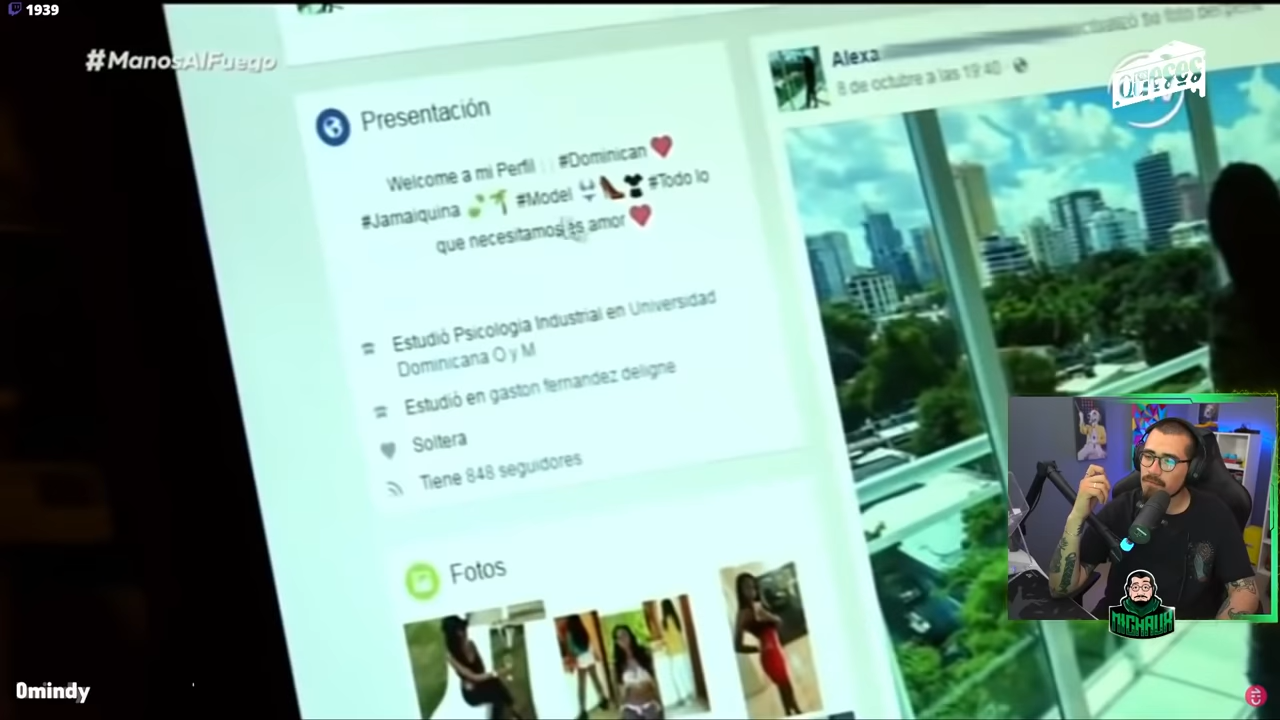 1939
#ManosAlFuego
Presentación
Welcome a mi Perfil #Dominican
#Jamaiquina #Model #Todo lo
que necesitamos es amor
Estudió Psicología Industrial en Universidad
Dominicana O y M
Estudió en gaston fernandez deligne
Soltera
Tiene 848 seguidores
Fotos
Alexa
8 de octubre a las 19:40
MICHAUX
0mindy